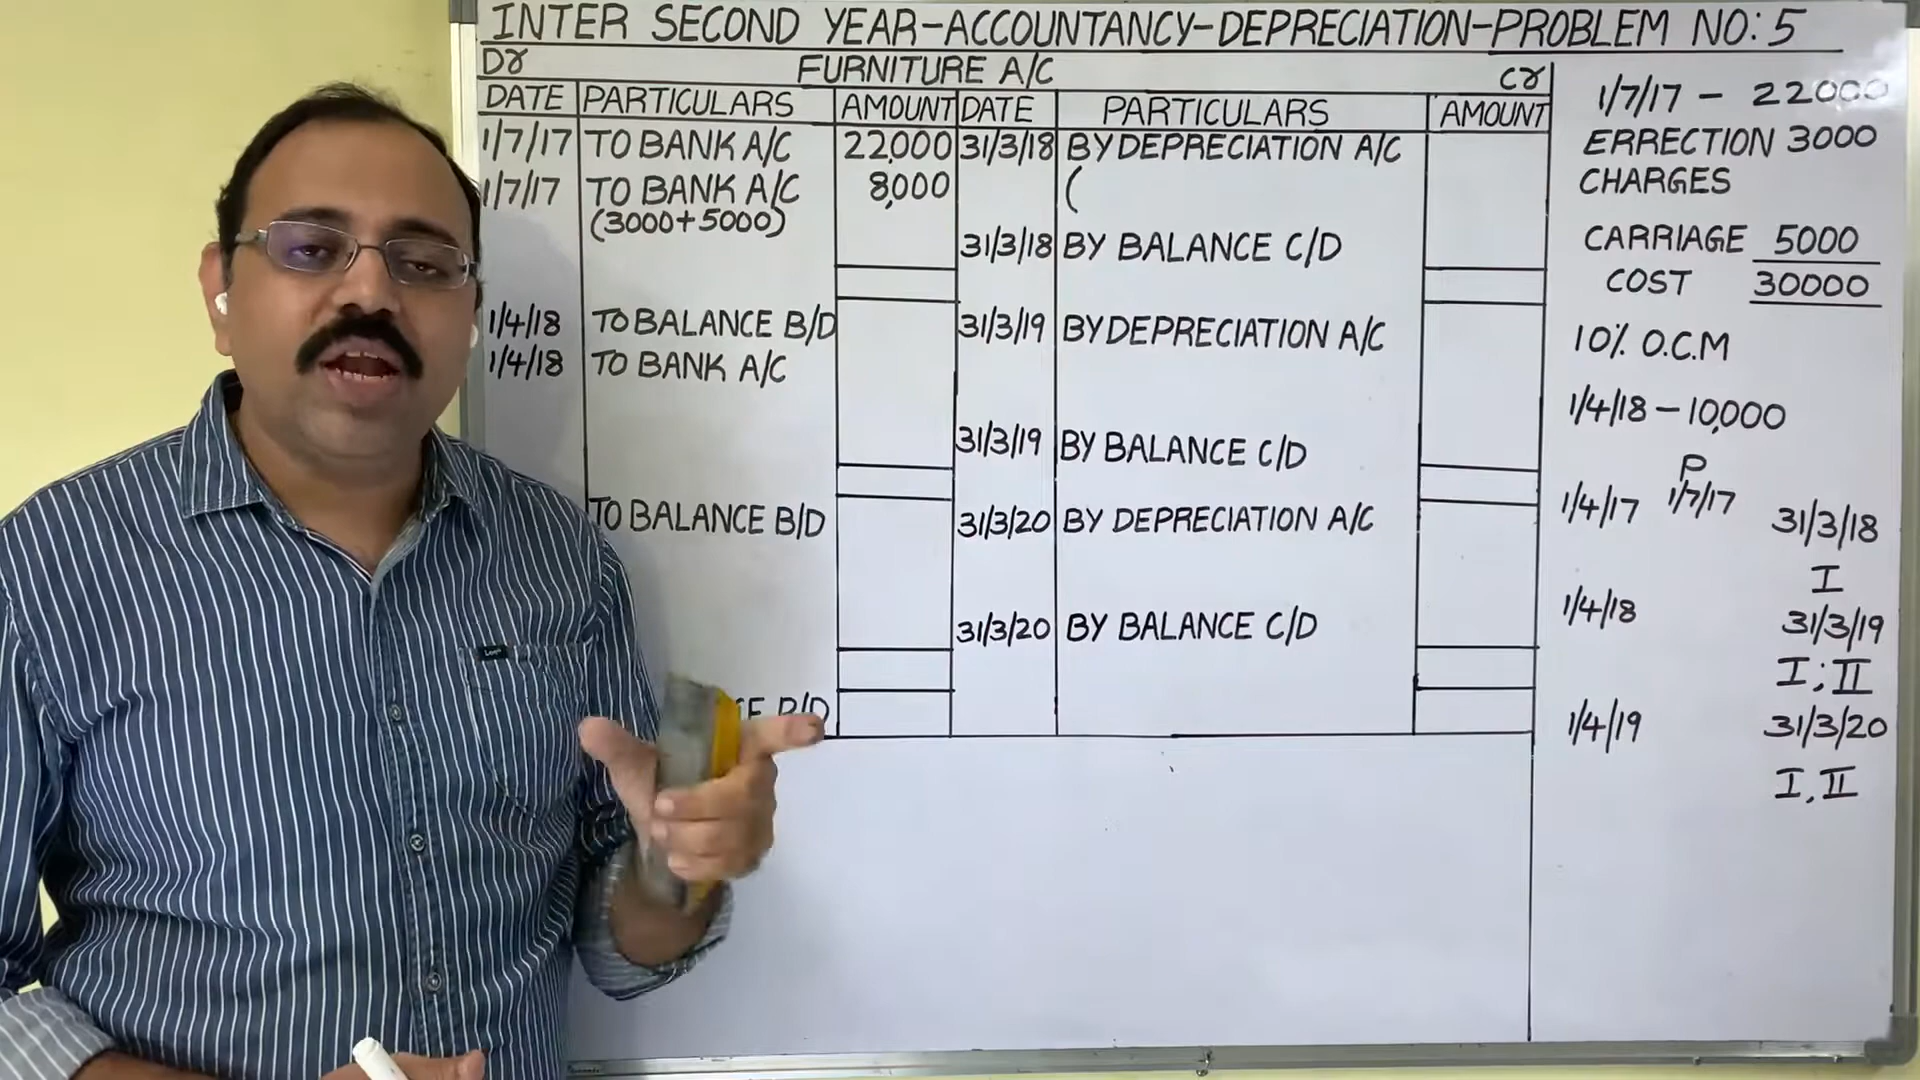 INTER SECOND YEAR-ACCOUNTANCY-DEPRECIATION-PROBLEM NO:5
Dr FURNITURE A/C Cr
DATE PARTICULARS AMOUNT DATE PARTICULARS AMOUNT
1/7/17 TO BANK A/C 22,000 31/3/18 BY DEPRECIATION A/C
1/7/17 TO BANK A/C 8,000 (
(3000+5000)
31/3/18 BY BALANCE C/D
1/4/18 TO BALANCE B/D 31/3/19 BY DEPRECIATION A/C
1/4/18 TO BANK A/C
31/3/19 BY BALANCE C/D
TO BALANCE B/D 31/3/20 BY DEPRECIATION A/C
31/3/20 BY BALANCE C/D
CE B/D
1/7/17 - 22000
ERRECTION 3000
CHARGES
CARRIAGE 5000
COST 30000
10% O.C.M
1/4/18 - 10,000
P
1/4/17 1/7/17 31/3/18
I
1/4/18 31/3/19
I ; II
1/4/19 31/3/20
I, II